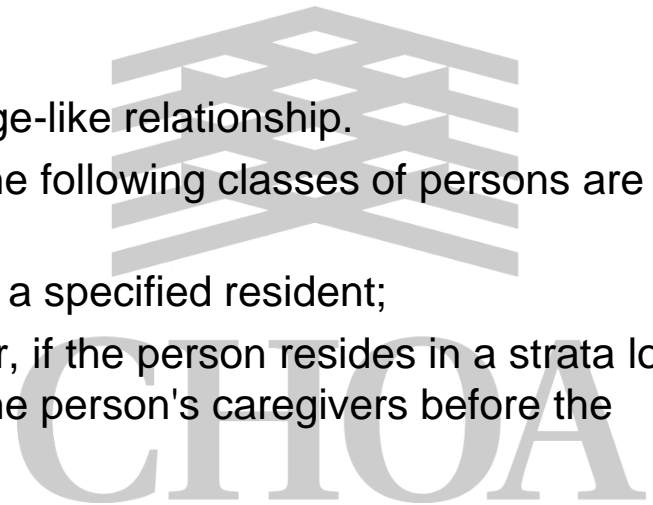 ge-like relationship.
he following classes of persons are
a specified resident;
r, if the person resides in a strata lo
he person's caregivers before the
CHOA